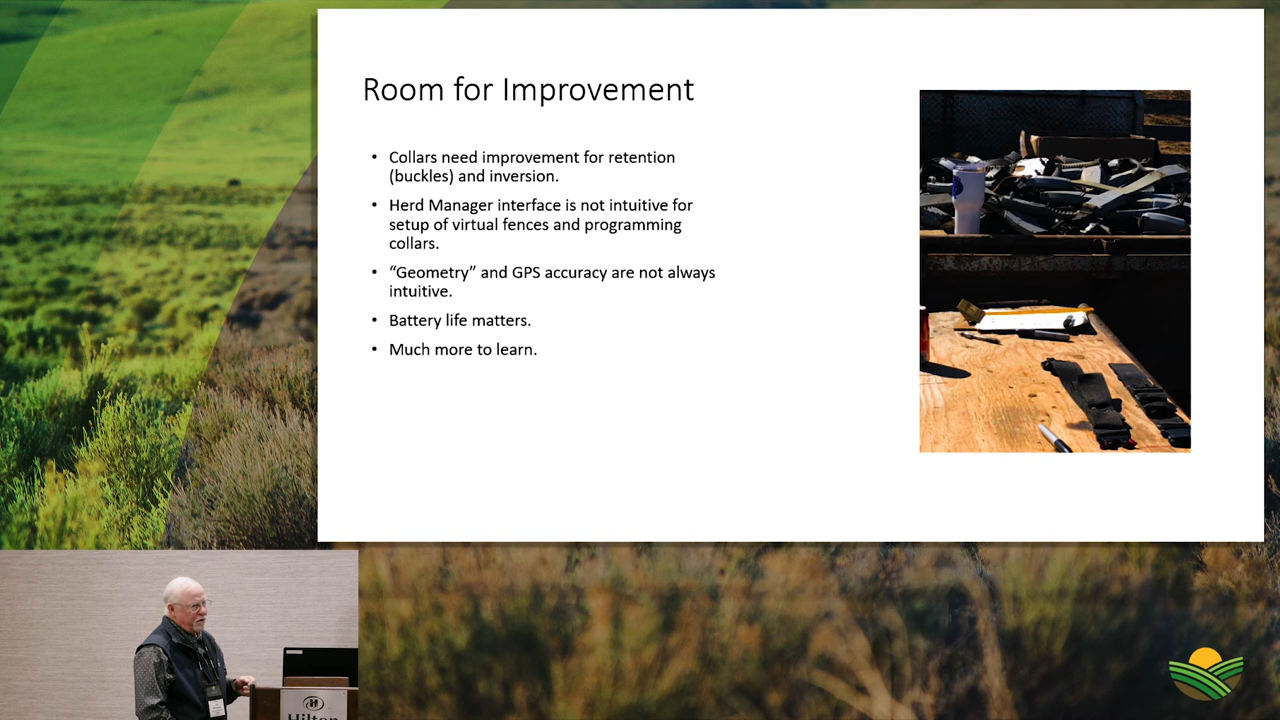 Room for Improvement
• Collars need improvement for retention
(buckles) and inversion.
• Herd Manager interface is not intuitive for
setup of virtual fences and programming
collars.
• “Geometry” and GPS accuracy are not always
intuitive.
• Battery life matters.
• Much more to learn.
Hilton